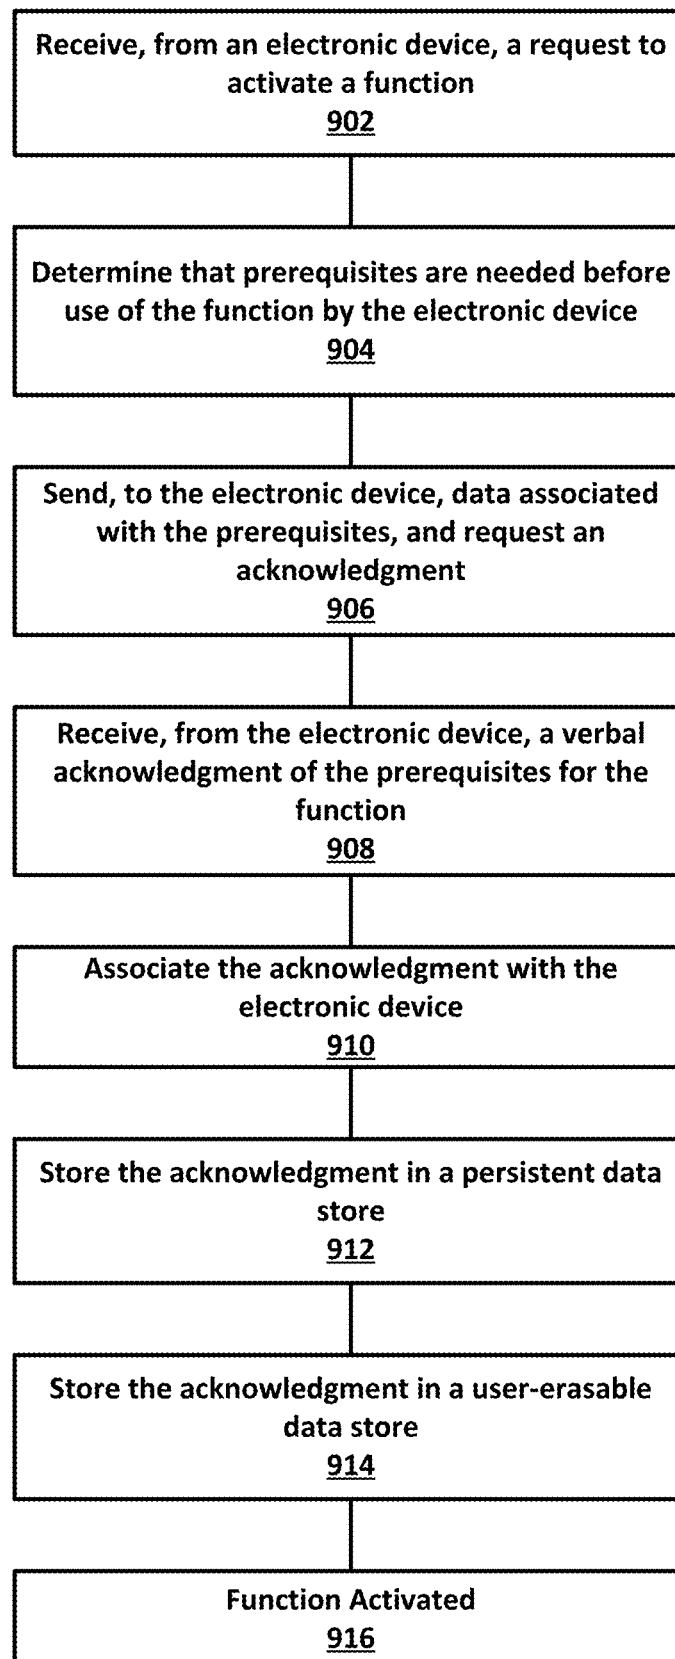 Receive, from an electronic device, a request to
activate a function
902
Determine that prerequisites are needed before
use of the function by the electronic device
904
Send, to the electronic device, data associated
with the prerequisites, and request an
acknowledgment
906
Receive, from the electronic device, a verbal
acknowledgment of the prerequisites for the
function
908
Associate the acknowledgment with the
electronic device
910
Store the acknowledgment in a persistent data
store
912
Store the acknowledgment in a user-erasable
data store
914
Function Activated
916